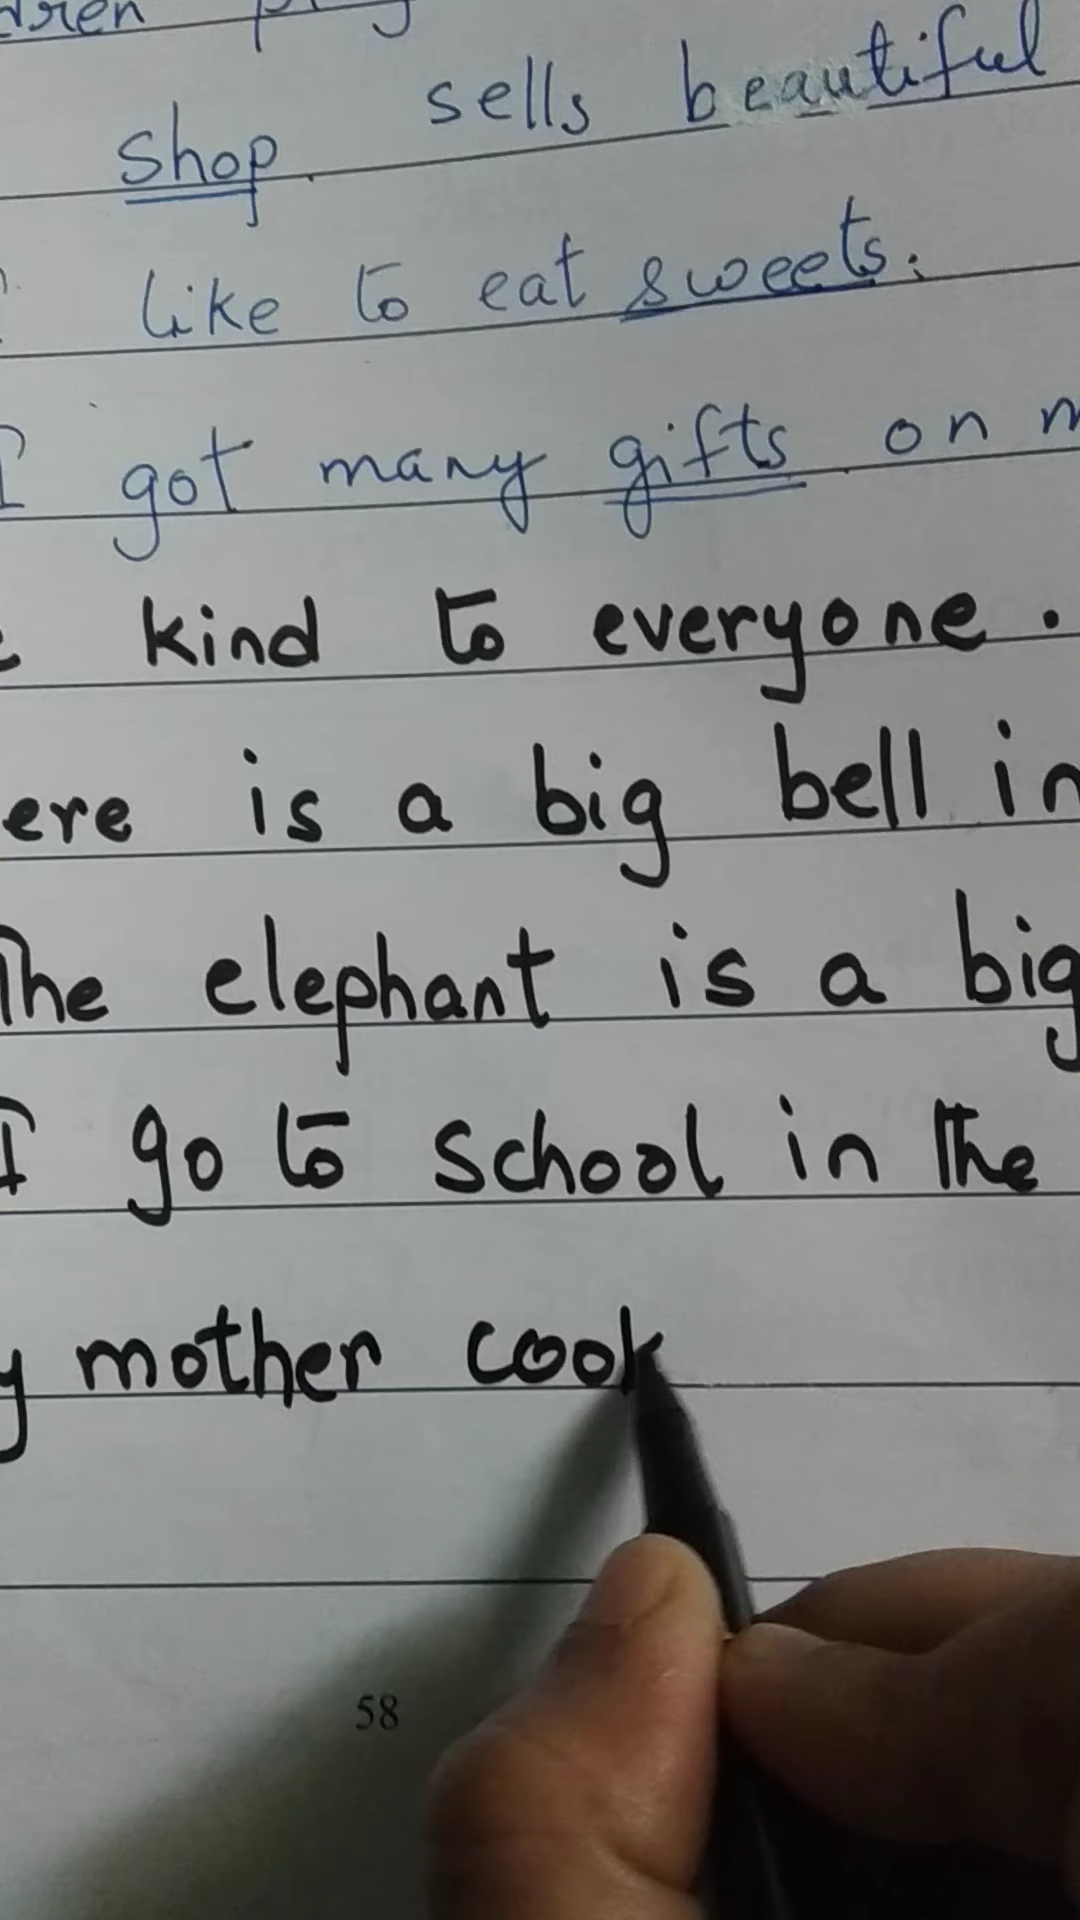 shop. sells beautiful
like to eat sweets.
I got many gifts on
kind to everyone.
is a big bell in
The elephant is a big
I go to school in the
mother cook
58